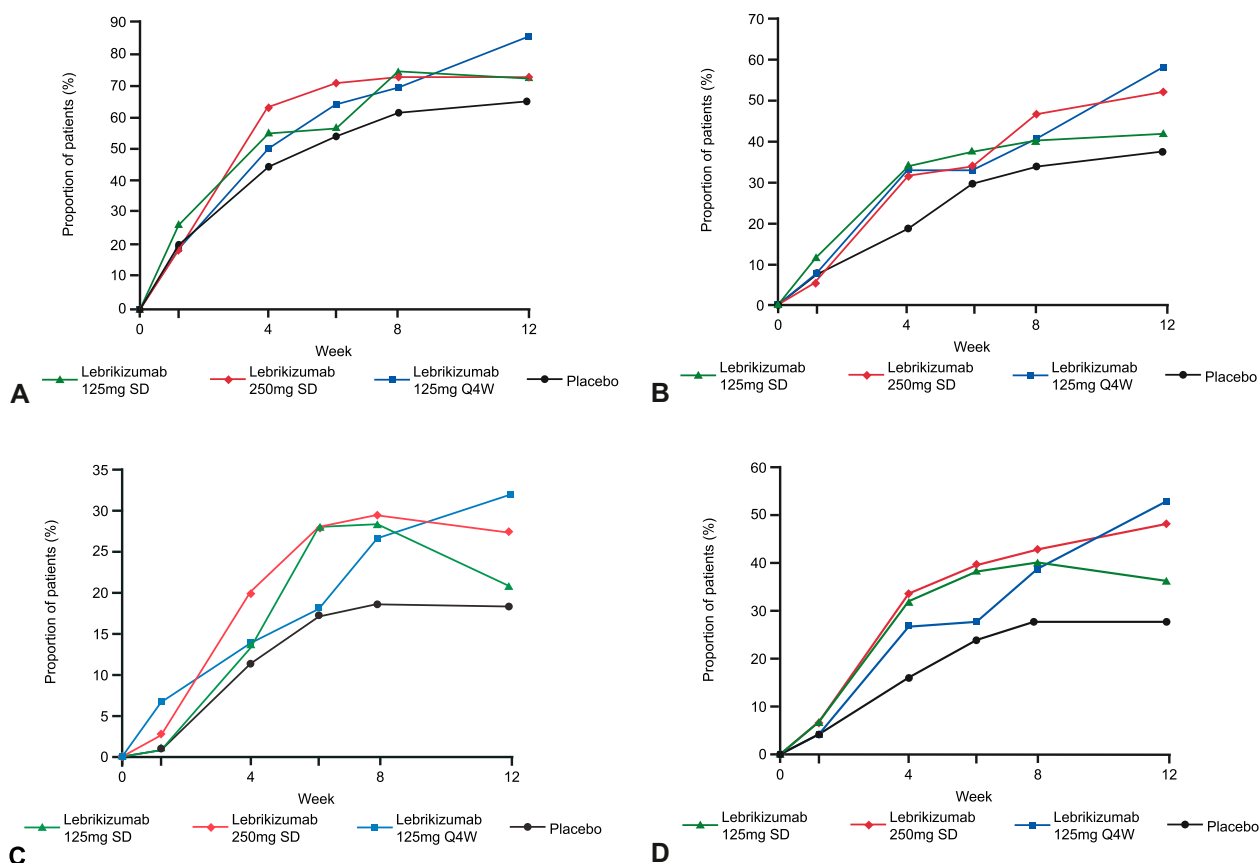 90
80
70
60
50
40
30
20
10
0
Proportion of patients (%)
0 4 6 8 12
Week
Lebrikizumab 125mg SD
Lebrikizumab 250mg SD
Lebrikizumab 125mg Q4W
Placebo
A
70
60
50
40
30
20
10
0
Proportion of patients (%)
0 4 6 8 12
Week
Lebrikizumab 125mg SD
Lebrikizumab 250mg SD
Lebrikizumab 125mg Q4W
Placebo
B
35
30
25
20
15
10
5
0
Proportion of patients (%)
0 4 6 8 12
Week
Lebrikizumab 125mg SD
Lebrikizumab 250mg SD
Lebrikizumab 125mg Q4W
Placebo
C
60
50
40
30
60
10
0
Proportion of patients (%)
0 4 6 8 12
Week
Lebrikizumab 125mg SD
Lebrikizumab 250mg SD
Lebrikizumab 125mg Q4W
Placebo
D